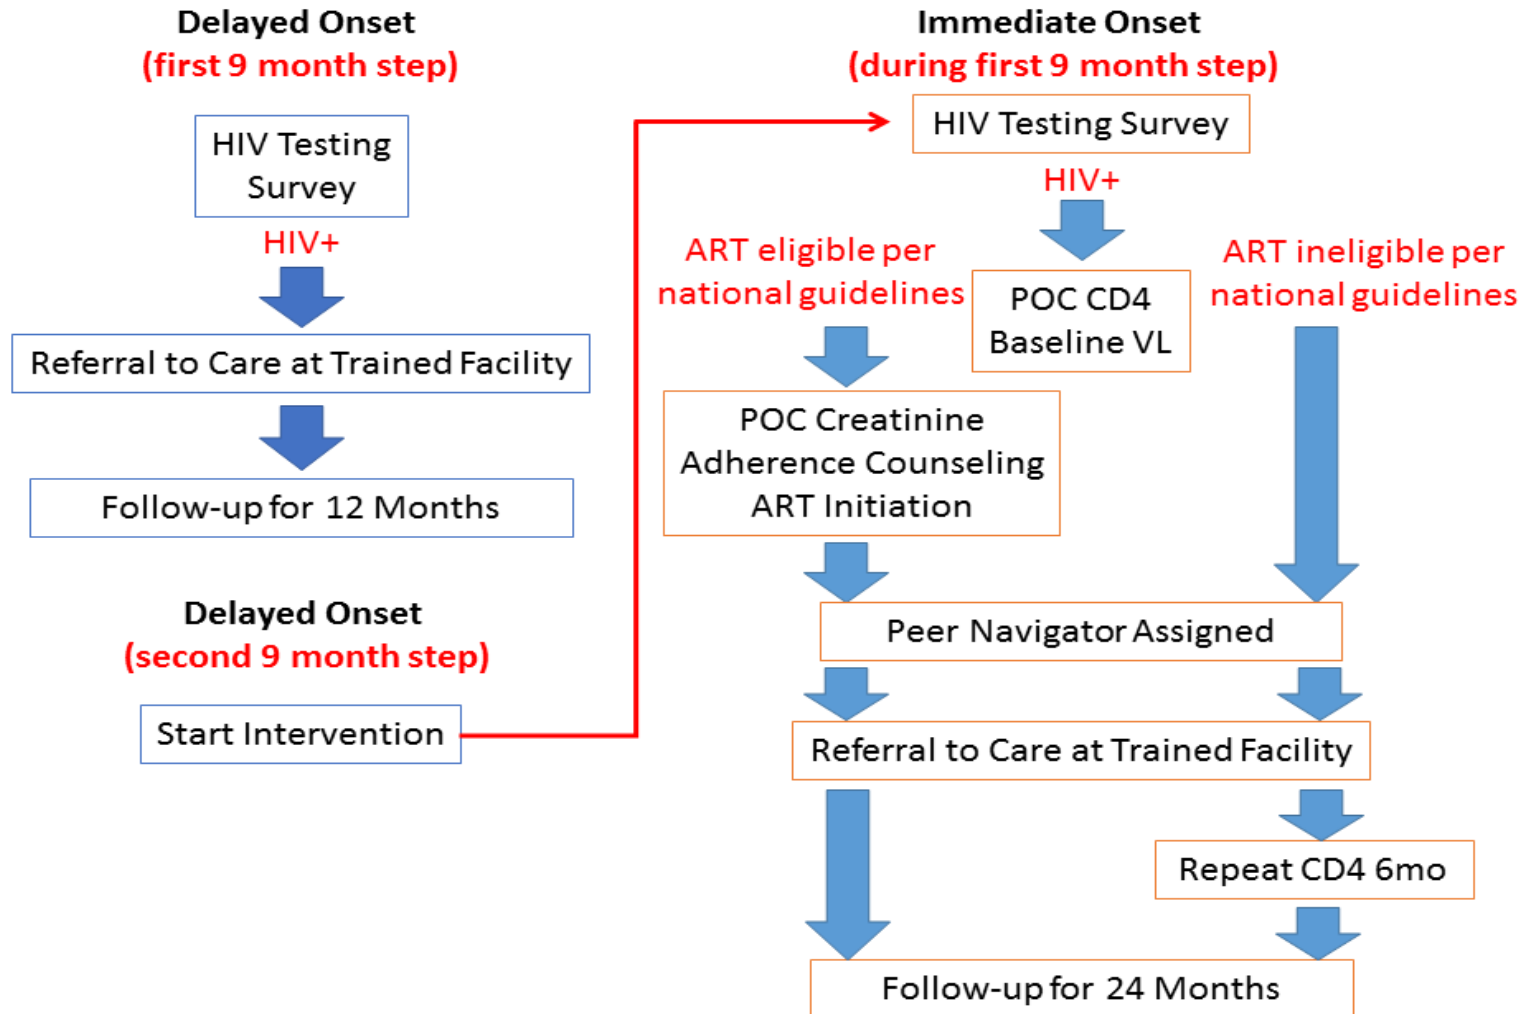 Delayed Onset
(first 9 month step)
HIV Testing
Survey
HIV+
Referral to Care at Trained Facility
Follow-up for 12 Months
Delayed Onset
(second 9 month step)
Start Intervention
Immediate Onset
(during first 9 month step)
HIV Testing Survey
HIV+
ART eligible per
national guidelines
POC CD4
Baseline VL
ART ineligible per
national guidelines
POC Creatinine
Adherence Counseling
ART Initiation
Peer Navigator Assigned
Referral to Care at Trained Facility
Repeat CD4 6mo
Follow-up for 24 Months